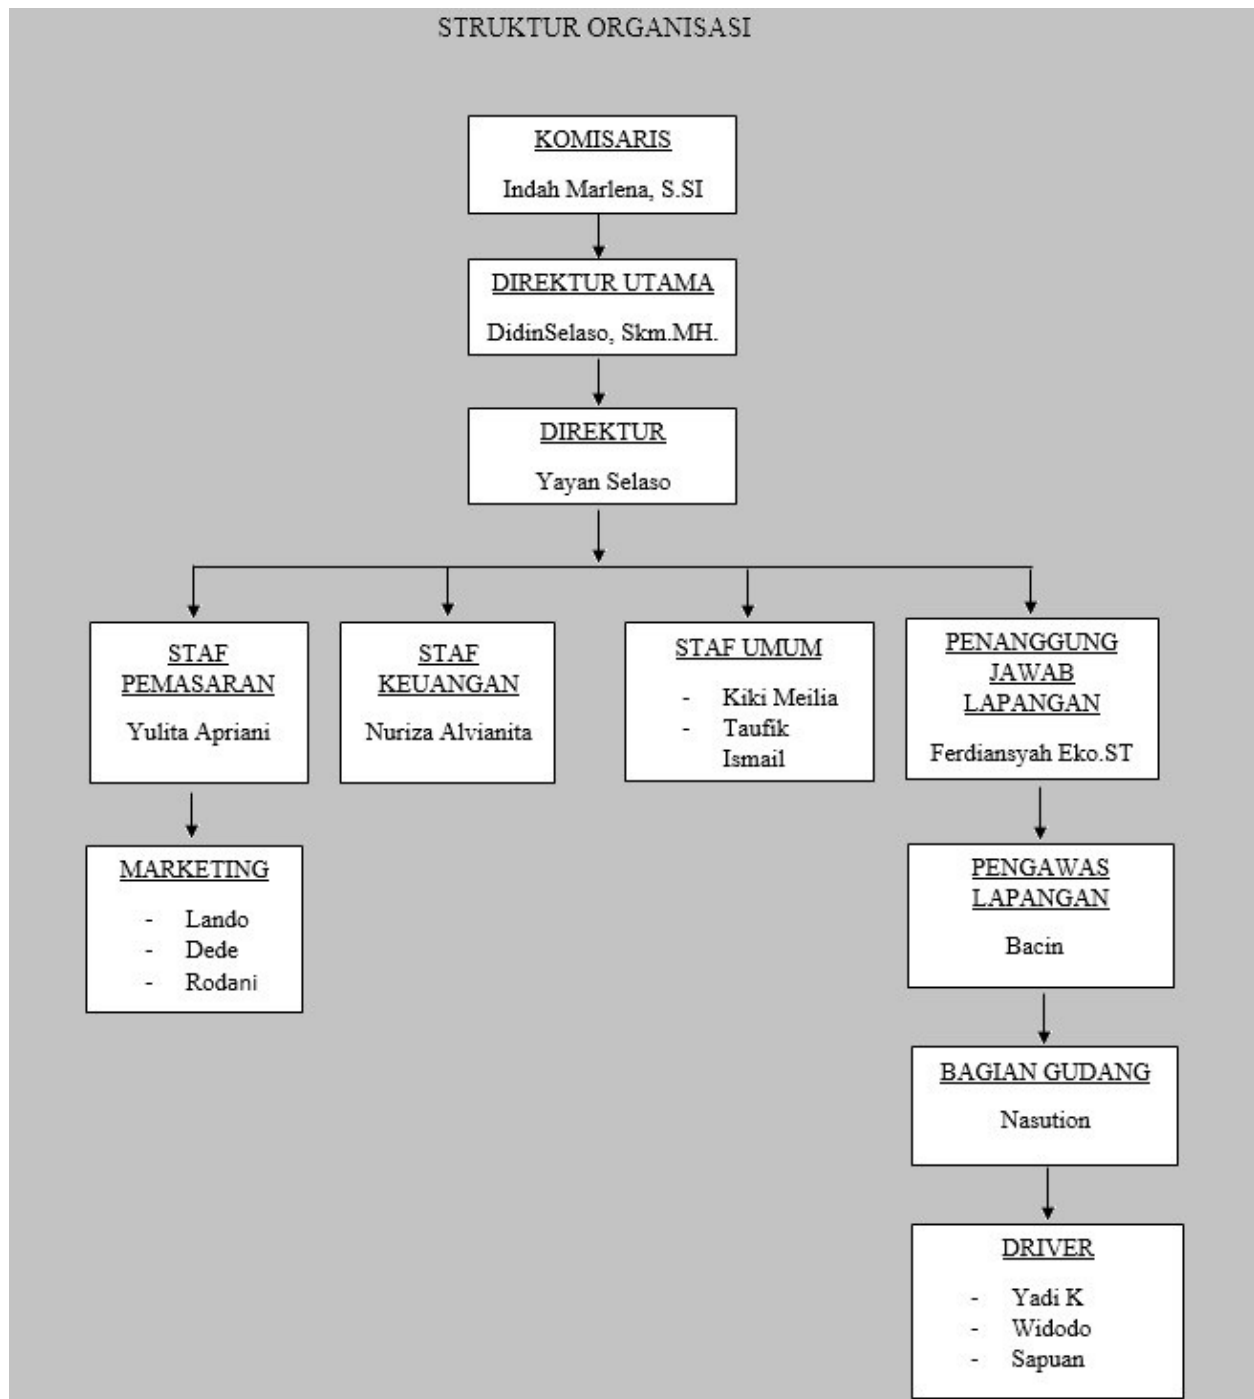 STRUKTUR ORGANISASI
KOMISARIS
Indah Marlena, S.SI
DIREKTUR UTAMA
DidinSelaso, Skm.MH.
DIREKTUR
Yayan Selaso
STAF
PEMASARAN
Yulita Apriani
STAF
KEUANGAN
Nuriza Alvianita
STAF UMUM
- Kiki Meilia
- Taufik
Ismail
PENANGGUNG
JAWAB
LAPANGAN
Ferdiansyah Eko.ST
MARKETING
- Lando
- Dede
- Rodani
PENGAWAS
LAPANGAN
Bacin
BAGIAN GUDANG
Nasution
DRIVER
- Yadi K
- Widodo
- Sapuan